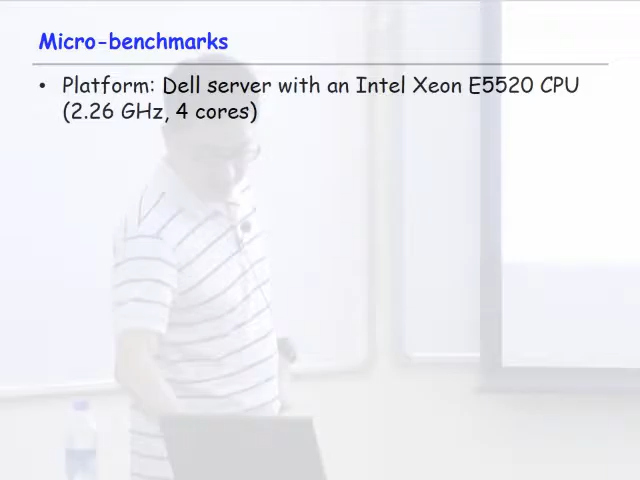 Micro-benchmarks
• Platform: Dell server with an Intel Xeon E5520 CPU
(2.26 GHz, 4 cores)